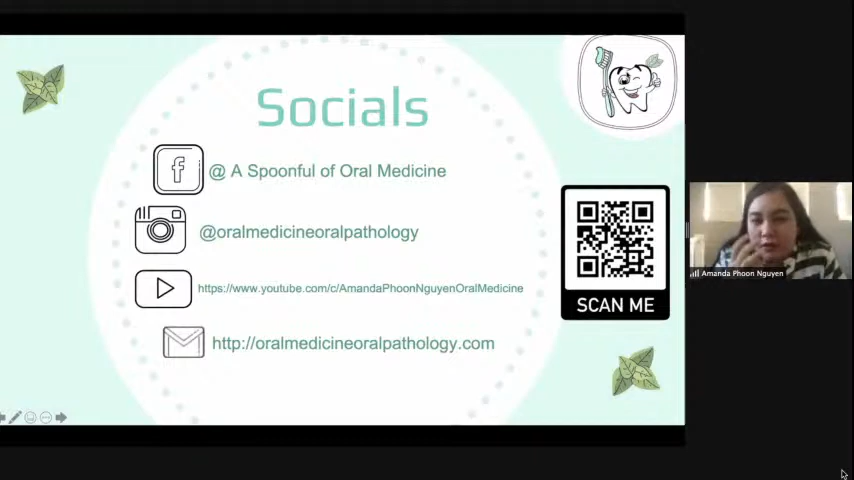 Socials
@ A Spoonful of Oral Medicine
@oralmedicineoralpathology
https://www.youtube.com/c/AmandaPhoonNguyenOralMedicine
http://oralmedicineoralpathology.com
SCAN ME
Amanda Phoon Nguyen